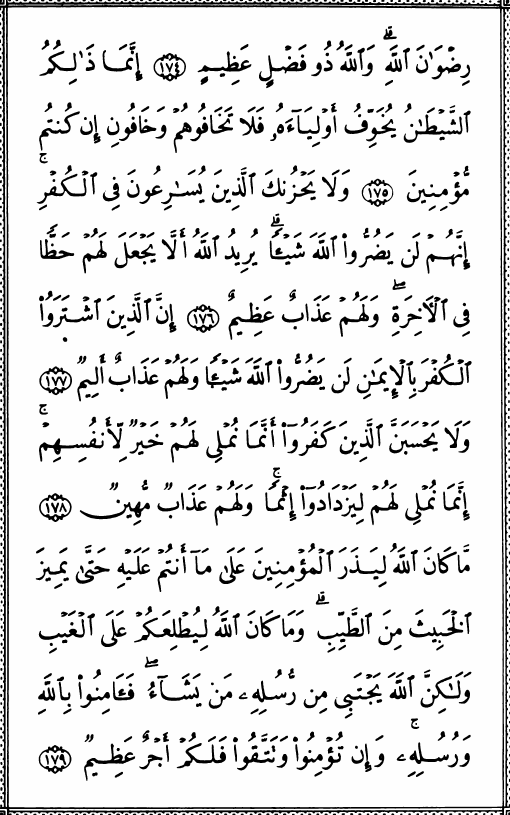 رِضْوَٰنَ ٱللَّهِۗ وَٱللَّهُ ذُو فَضْلٍ عَظِيمٍ ١٧٤ إِنَّمَا ذَٰلِكُمُ
ٱلشَّيْطَٰنُ يُخَوِّفُ أَوْلِيَآءَهُۥ فَلَا تَخَافُوهُمْ وَخَافُونِ إِن كُنتُم
مُّؤْمِنِينَ ١٧٥ وَلَا يَحْزُنكَ ٱلَّذِينَ يُسَٰرِعُونَ فِى ٱلْكُفْرِۚ
إِنَّهُمْ لَن يَضُرُّوا۟ ٱللَّهَ شَيْـًٔاۗ يُرِيدُ ٱللَّهُ أَلَّا يَجْعَلَ لَهُمْ حَظًّا
فِى ٱلْـَٔاخِرَةِۖ وَلَهُمْ عَذَابٌ عَظِيمٌ ١٧٦ إِنَّ ٱلَّذِينَ ٱشْتَرَوُا۟
ٱلْكُفْرَ بِٱلْإِيمَٰنِ لَن يَضُرُّوا۟ ٱللَّهَ شَيْـًٔا وَلَهُمْ عَذَابٌ أَلِيمٌ ١٧٧
وَلَا يَحْسَبَنَّ ٱلَّذِينَ كَفَرُوٓا۟ أَنَّمَا نُمْلِى لَهُمْ خَيْرٌ لِّأَنفُسِهِمْۚ
إِنَّمَا نُمْلِى لَهُمْ لِيَزْدَادُوٓا۟ إِثْمًاۚ وَلَهُمْ عَذَابٌ مُّهِينٌ ١٧٨
مَّا كَانَ ٱللَّهُ لِيَذَرَ ٱلْمُؤْمِنِينَ عَلَىٰ مَآ أَنتُمْ عَلَيْهِ حَتَّىٰ يَمِيزَ
ٱلْخَبِيثَ مِنَ ٱلطَّيِّبِۗ وَمَا كَانَ ٱللَّهُ لِيُطْلِعَكُمْ عَلَى ٱلْغَيْبِ
وَلَٰكِنَّ ٱللَّهَ يَجْتَبِى مِن رُّسُلِهِۦ مَن يَشَآءُۖ فَـَٔامِنُوا۟ بِٱللَّهِ
وَرُسُلِهِۦۚ وَإِن تُؤْمِنُوا۟ وَتَتَّقُوا۟ فَلَكُمْ أَجْرٌ عَظِيمٌ ١٧٩